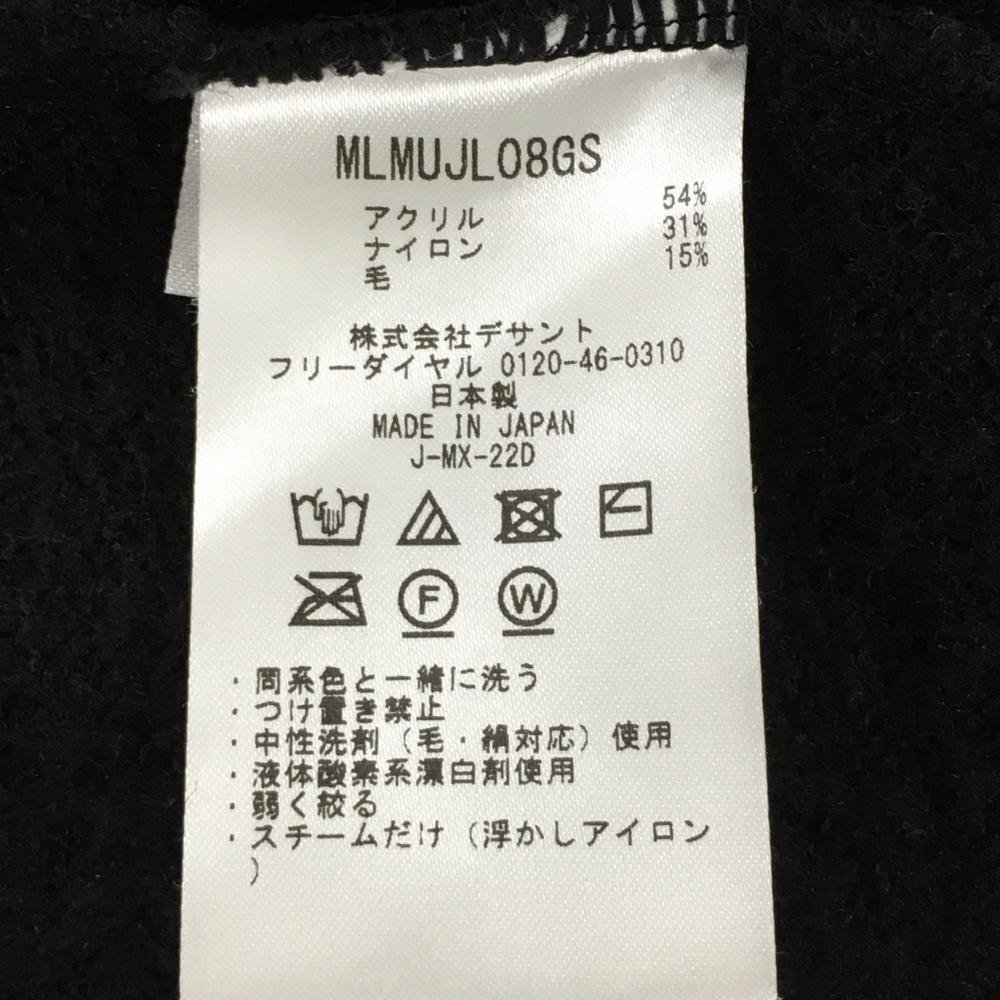 MLMUJL08GS
アクリル 54%
ナイロン 31%
毛 15%
株式会社デサント
フリーダイヤル 0120-46-0310
日本製
MADE IN JAPAN
J-MX-22D
F W
・同系色と一緒に洗う
・つけ置き禁止
・中性洗剤（毛・絹対応）使用
・液体酸素系漂白剤使用
・弱く絞る
・スチームだけ（浮かしアイロン
）